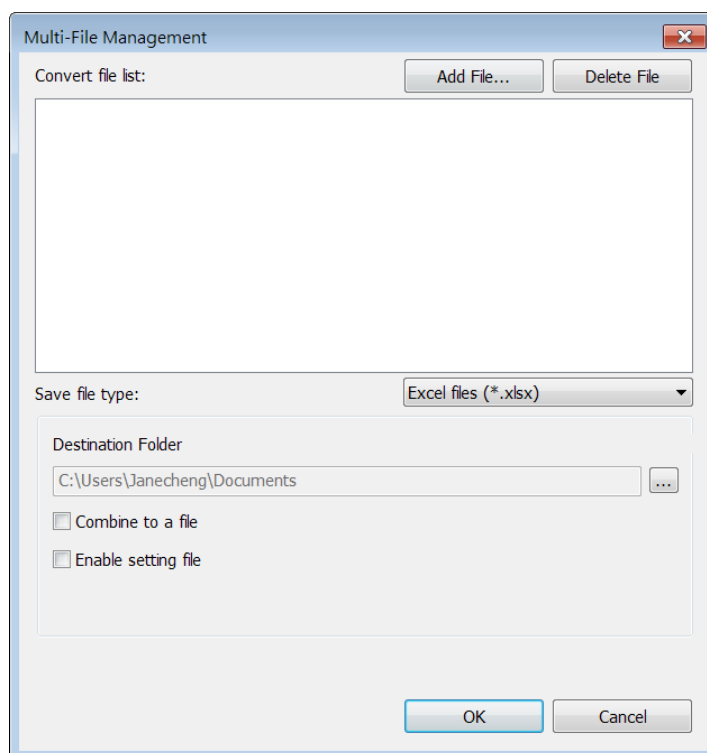 Multi-File Management
Convert file list:
Add File...
Delete File
Save file type:
Excel files (*.xlsx)
Destination Folder
C:\Users\Janecheng\Documents
...
Combine to a file
Enable setting file
OK
Cancel